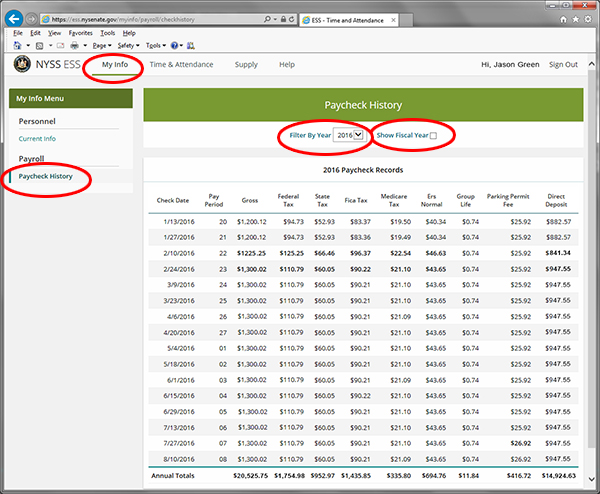 https://ess.nysenate.gov/myinfo/payroll/checkhistory
ESS - Time and Attendance
File Edit View Favorites Tools Help
Page Safety Tools
NYSS ESS My Info Time & Attendance Supply Help Hi, Jason Green Sign Out
My Info Menu
Personnel
Current Info
Payroll
Paycheck History
Paycheck History
Filter By Year 2016 Show Fiscal Year
2016 Paycheck Records
Check Date Pay Period Gross Federal Tax State Tax Fica Tax Medicare Tax Ers Normal Group Life Parking Permit Fee Direct Deposit
1/13/2016 20 $1,200.12 $94.73 $52.93 $83.37 $19.50 $40.34 $0.74 $25.92 $882.57
1/27/2016 21 $1,200.12 $94.73 $52.93 $83.36 $19.49 $40.34 $0.74 $25.92 $882.57
2/10/2016 22 $1225.25 $125.25 $66.46 $96.37 $22.54 $46.63 $0.74 $25.92 $841.34
2/24/2016 23 $1,300.02 $110.79 $60.05 $90.22 $21.10 $43.65 $0.74 $25.92 $947.55
3/9/2016 24 $1,300.02 $110.79 $60.05 $90.21 $21.10 $43.65 $0.74 $25.92 $947.55
3/23/2016 25 $1,300.02 $110.79 $60.05 $90.21 $21.10 $43.65 $0.74 $25.92 $947.55
4/6/2016 26 $1,300.02 $110.79 $60.05 $90.21 $21.09 $43.65 $0.74 $25.92 $947.55
4/20/2016 27 $1,300.02 $110.79 $60.05 $90.21 $21.10 $43.65 $0.74 $25.92 $947.55
5/4/2016 01 $1,300.02 $110.79 $60.05 $90.21 $21.10 $43.65 $0.74 $25.92 $947.55
5/18/2016 02 $1,300.02 $110.79 $60.05 $90.21 $21.10 $43.65 $0.74 $25.92 $947.55
6/1/2016 03 $1,300.02 $110.79 $60.05 $90.21 $21.09 $43.65 $0.74 $25.92 $947.55
6/15/2016 04 $1,300.02 $110.79 $60.05 $90.22 $21.10 $43.65 $0.74 $25.92 $947.55
6/29/2016 05 $1,300.02 $110.79 $60.05 $90.21 $21.10 $43.65 $0.74 $25.92 $947.55
7/13/2016 06 $1,300.02 $110.79 $60.05 $90.21 $21.10 $43.65 $0.74 $25.92 $947.55
7/27/2016 07 $1,300.02 $110.79 $60.05 $90.21 $21.10 $43.65 $0.74 $26.92 $947.55
8/10/2016 08 $1,300.02 $110.79 $60.05 $90.21 $21.09 $43.65 $0.74 $25.92 $947.55
Annual Totals $20,525.75 $1,754.98 $952.97 $1,435.85 $335.80 $694.76 $11.84 $416.72 $14,924.63